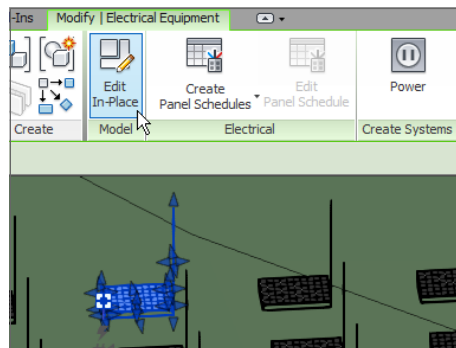 -Ins Modify | Electrical Equipment
Edit
In-Place
Create
Panel Schedules
Edit
Panel Schedule
Power
Create Model Electrical Create Systems